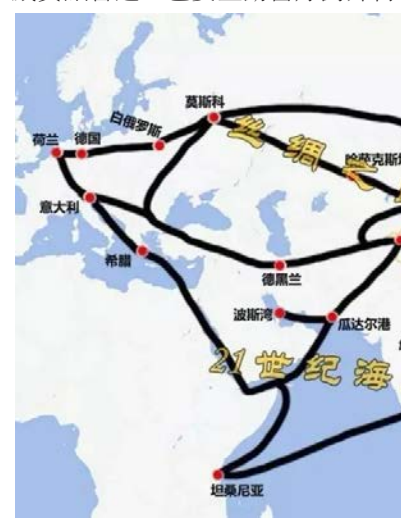 莫斯科
白俄罗斯
荷兰
德国
丝绸之
哈萨克斯坦
意大利
希腊
德黑兰
波斯湾
瓜达尔港
21世纪海
坦桑尼亚